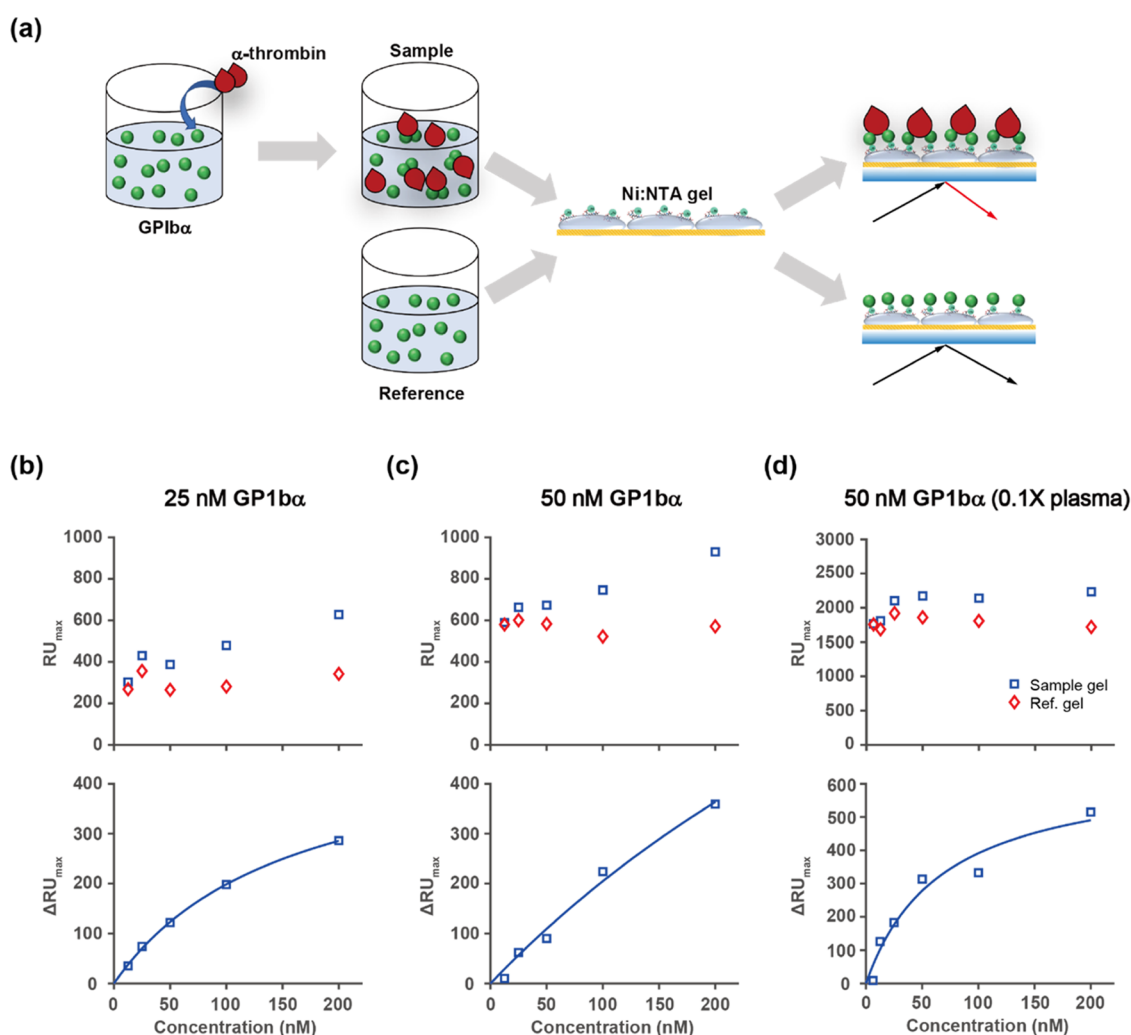 (a)
α-thrombin
Sample
GPIbα
Ni:NTA gel
Reference
(b)
25 nM GP1bα
1000
800
600
400
200
0
RUmax
400
300
200
100
0
ΔRUmax
0 50 100 150 200
Concentration (nM)
(c)
50 nM GP1bα
1000
800
600
400
200
0
RUmax
400
300
200
100
0
ΔRUmax
0 50 100 150 200
Concentration (nM)
(d)
50 nM GP1bα (0.1X plasma)
3000
2500
2000
1500
1000
500
0
RUmax
Sample gel
Ref. gel
600
500
400
300
200
100
0
ΔRUmax
0 50 100 150 200
Concentration (nM)